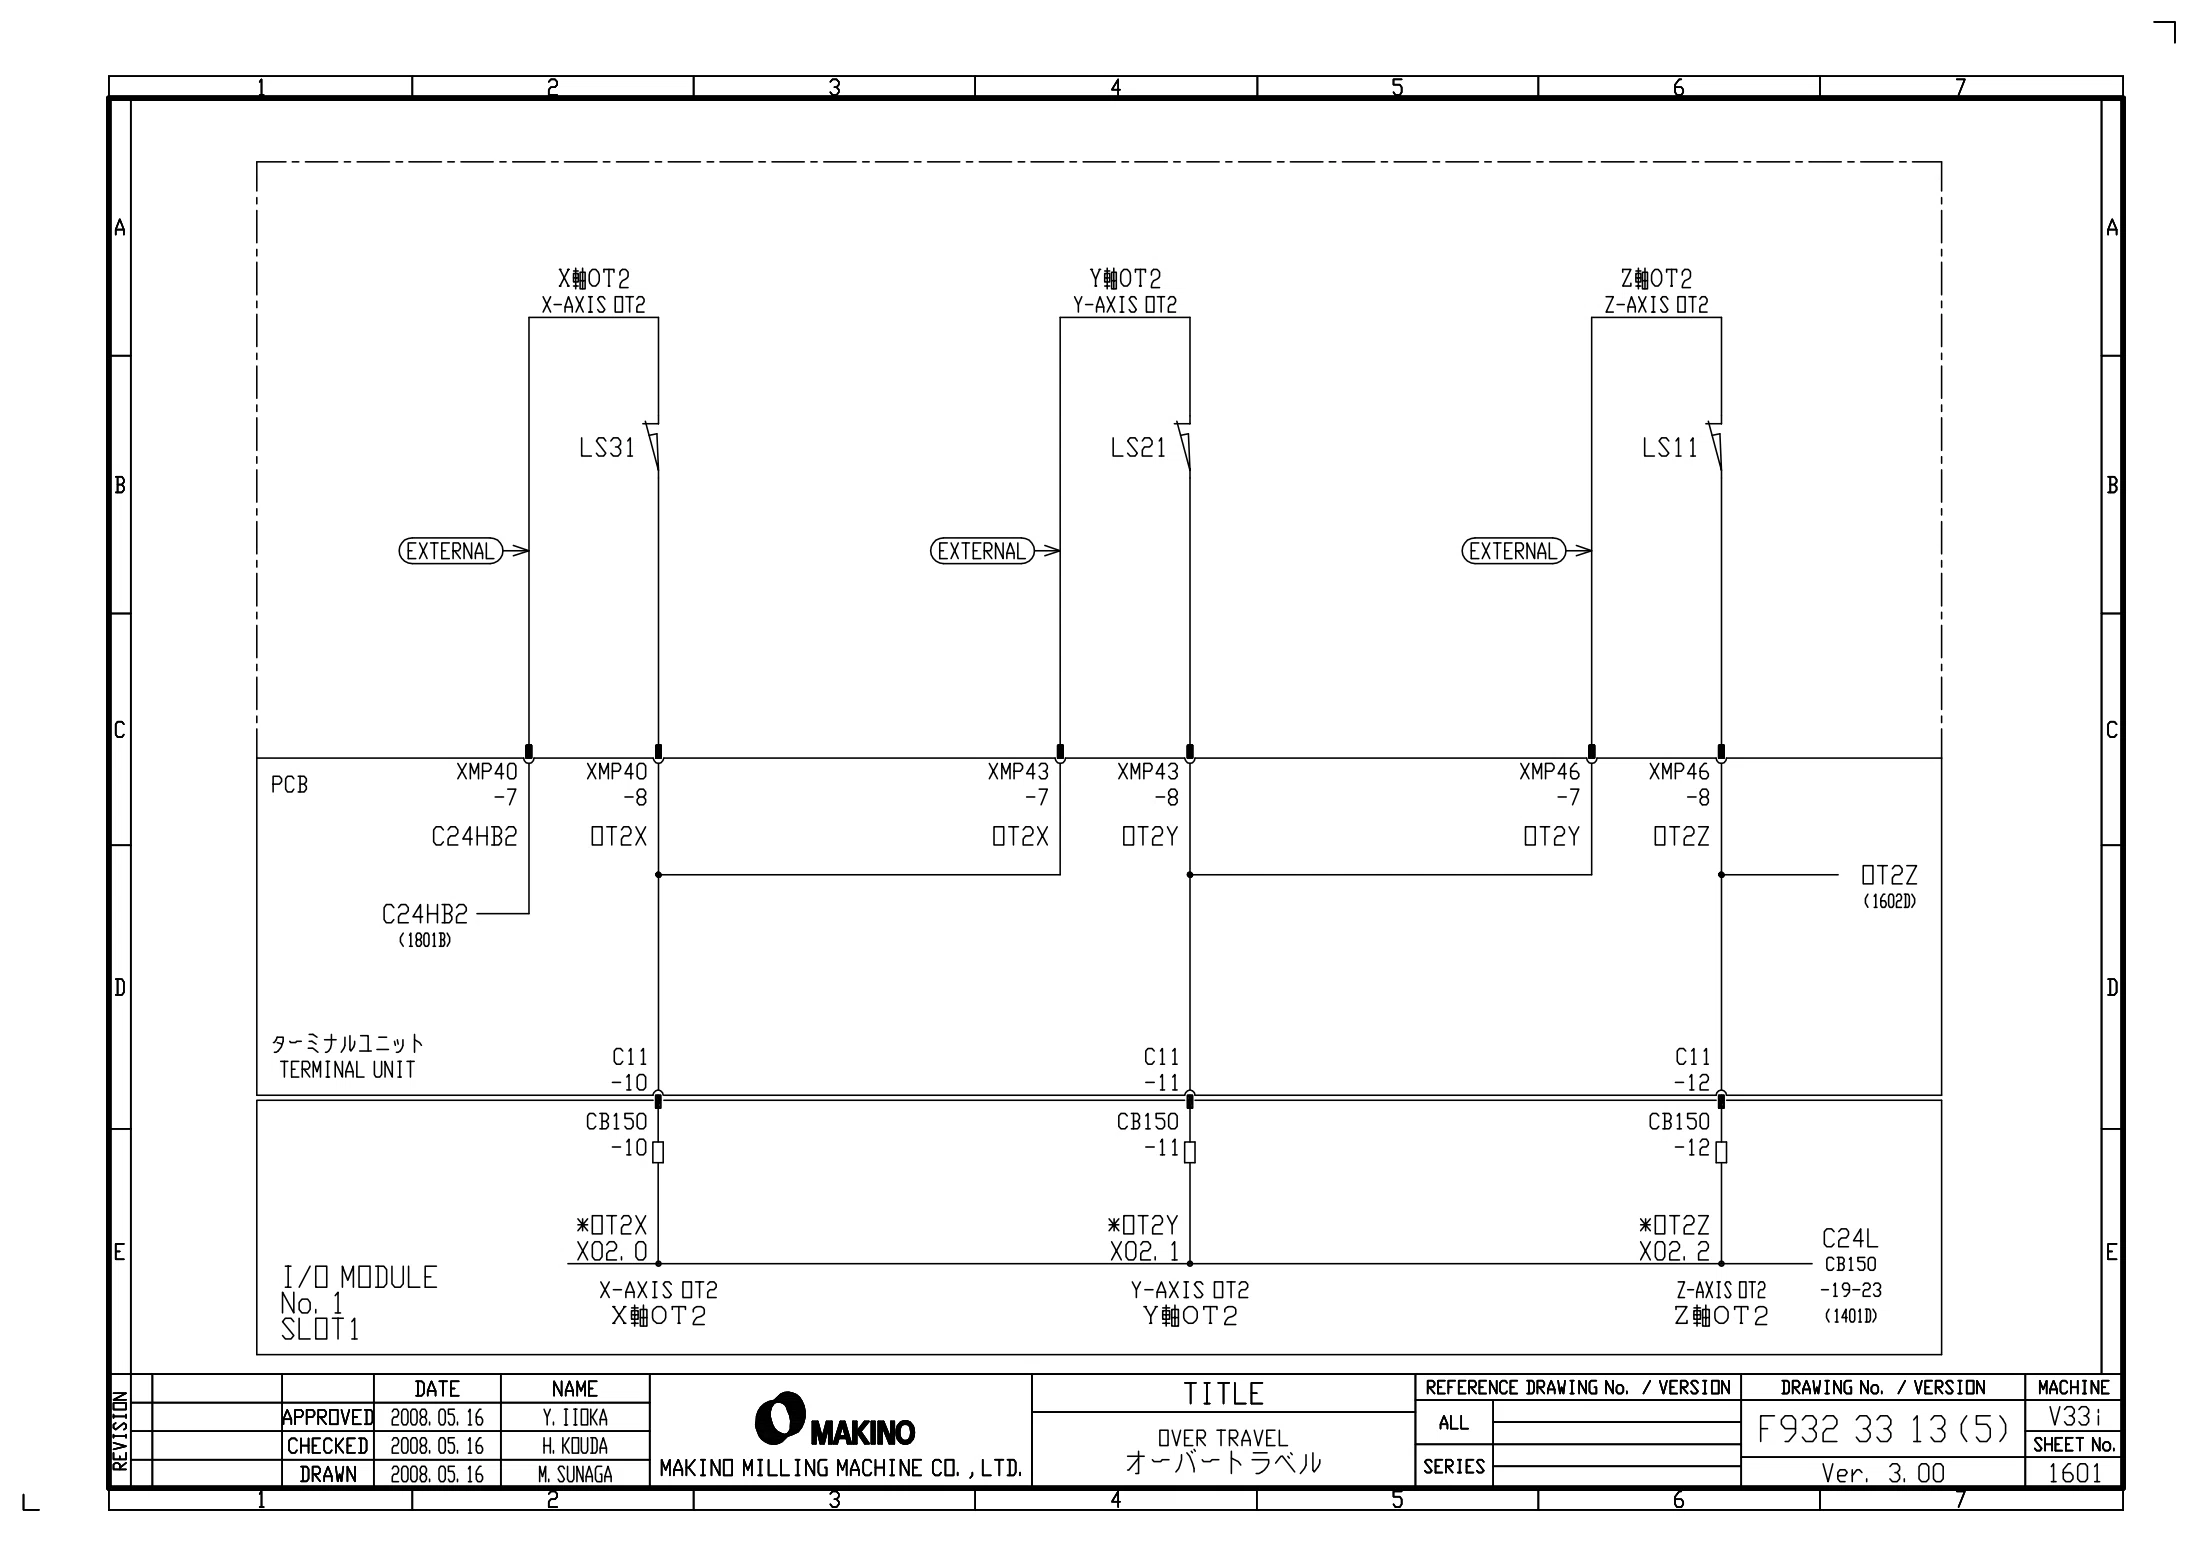 1 2 3 4 5 6 7
A A
X軸OT2 Y軸OT2 Z軸OT2
X-AXIS OT2 Y-AXIS OT2 Z-AXIS OT2
LS31 LS21 LS11
B B
EXTERNAL EXTERNAL EXTERNAL
C C
PCB
XMP40 XMP40 XMP43 XMP43 XMP46 XMP46
-7 -8 -7 -8 -7 -8
C24HB2 OT2X OT2X OT2Y OT2Y OT2Z
C24HB2 OT2Z
(1801B) (1602D)
D D
ターミナルユニット
TERMINAL UNIT
C11 C11 C11
-10 -11 -12
CB150 CB150 CB150
-10 -11 -12
*OT2X *OT2Y *OT2Z
X02.0 X02.1 X02.2
E E
C24L
CB150
-19-23
(1401D)
X-AXIS OT2 Y-AXIS OT2 Z-AXIS OT2
X軸OT2 Y軸OT2 Z軸OT2
I/O MODULE
No.1
SLOT1
REVISION
DATE NAME
APPROVED 2008.05.16 Y.IIOKA
CHECKED 2008.05.16 H.KOUDA
DRAWN 2008.05.16 M.SUNAGA
MAKINO
MAKINO MILLING MACHINE CO.,LTD.
TITLE
OVER TRAVEL
オーバートラベル
REFERENCE DRAWING No. / VERSION
ALL
SERIES
DRAWING No. / VERSION
F932 33 13(5)
Ver. 3.00
MACHINE
V33i
SHEET No.
1601
1 2 3 4 5 6 7